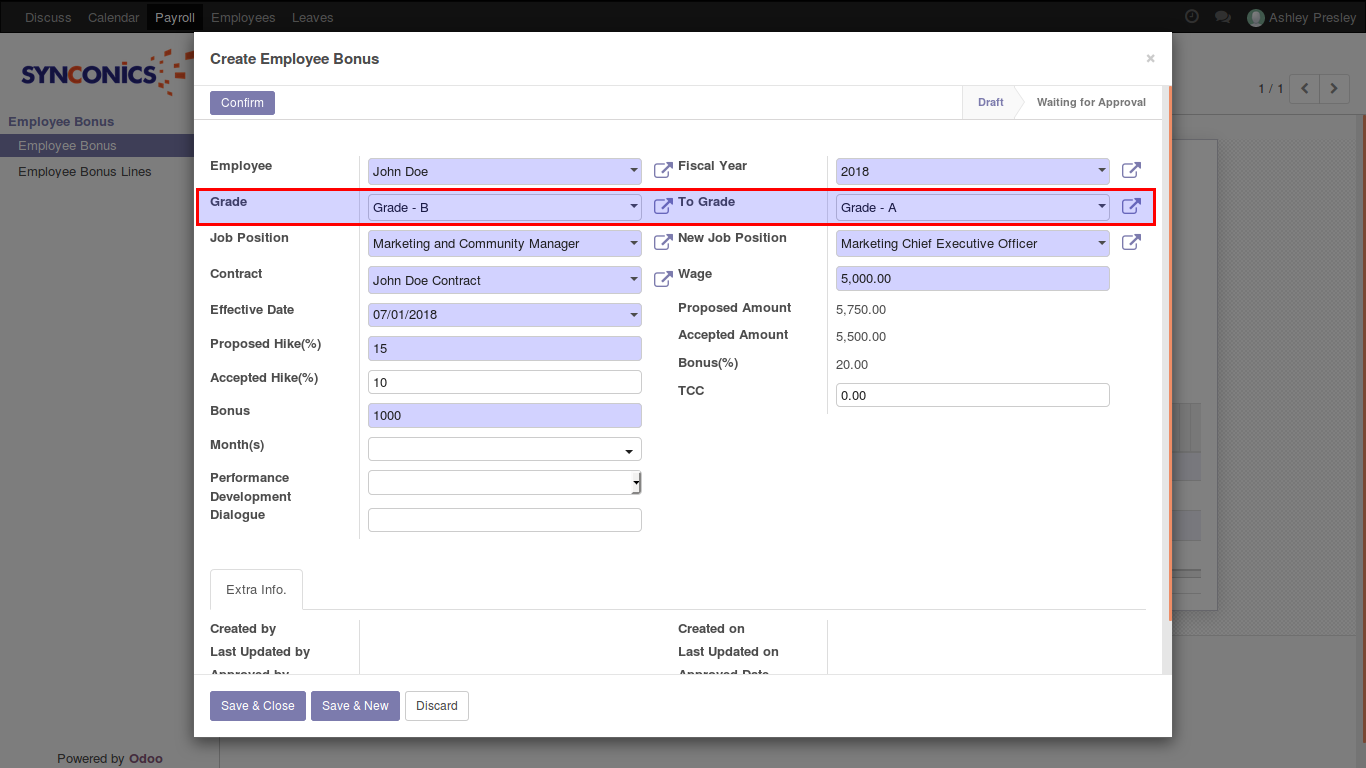 Discuss Calendar Payroll Employees Leaves Ashley Presley
SYNCONICS
Employee Bonus
Employee Bonus
Employee Bonus Lines
Powered by Odoo
1 / 1
Create Employee Bonus ×
Confirm Draft Waiting for Approval
Employee John Doe Fiscal Year 2018
Grade Grade - B To Grade Grade - A
Job Position Marketing and Community Manager New Job Position Marketing Chief Executive Officer
Contract John Doe Contract Wage 5,000.00
Effective Date 07/01/2018 Proposed Amount 5,750.00
Proposed Hike(%) 15 Accepted Amount 5,500.00
Accepted Hike(%) 10 Bonus(%) 20.00
Bonus 1000 TCC 0.00
Month(s)
Performance
Development
Dialogue
Extra Info.
Created by Created on
Last Updated by Last Updated on
Approved by Approved Date
Save & Close Save & New Discard